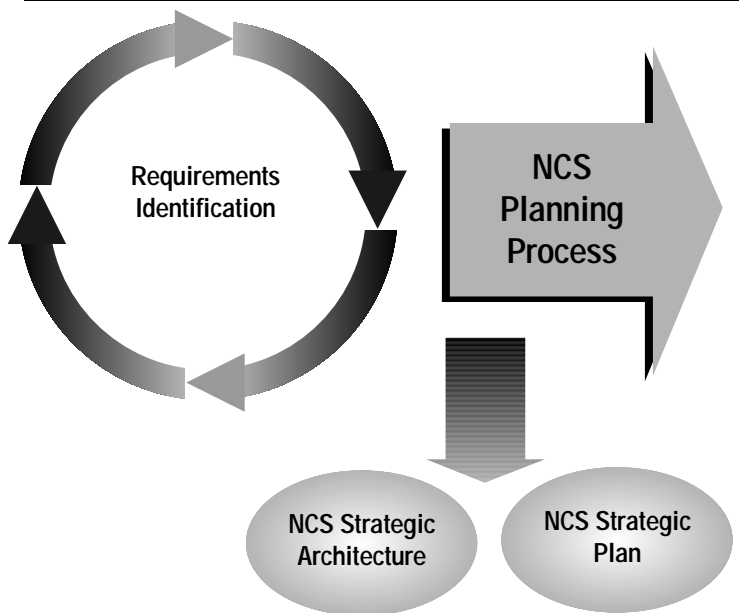 Requirements
Identification
NCS
Planning
Process
NCS Strategic
Architecture
NCS Strategic
Plan